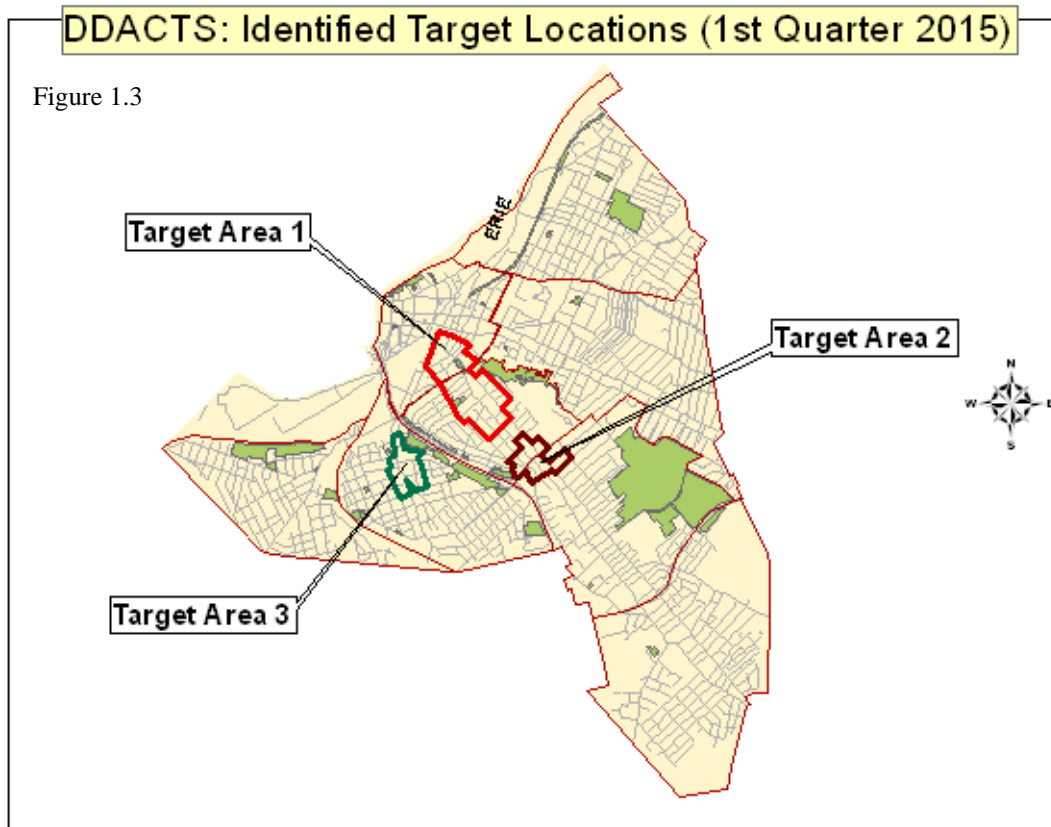 DDACTS: Identified Target Locations (1st Quarter 2015)
Figure 1.3
ERIE
Target Area 1
Target Area 2
N
W
E
S
Target Area 3